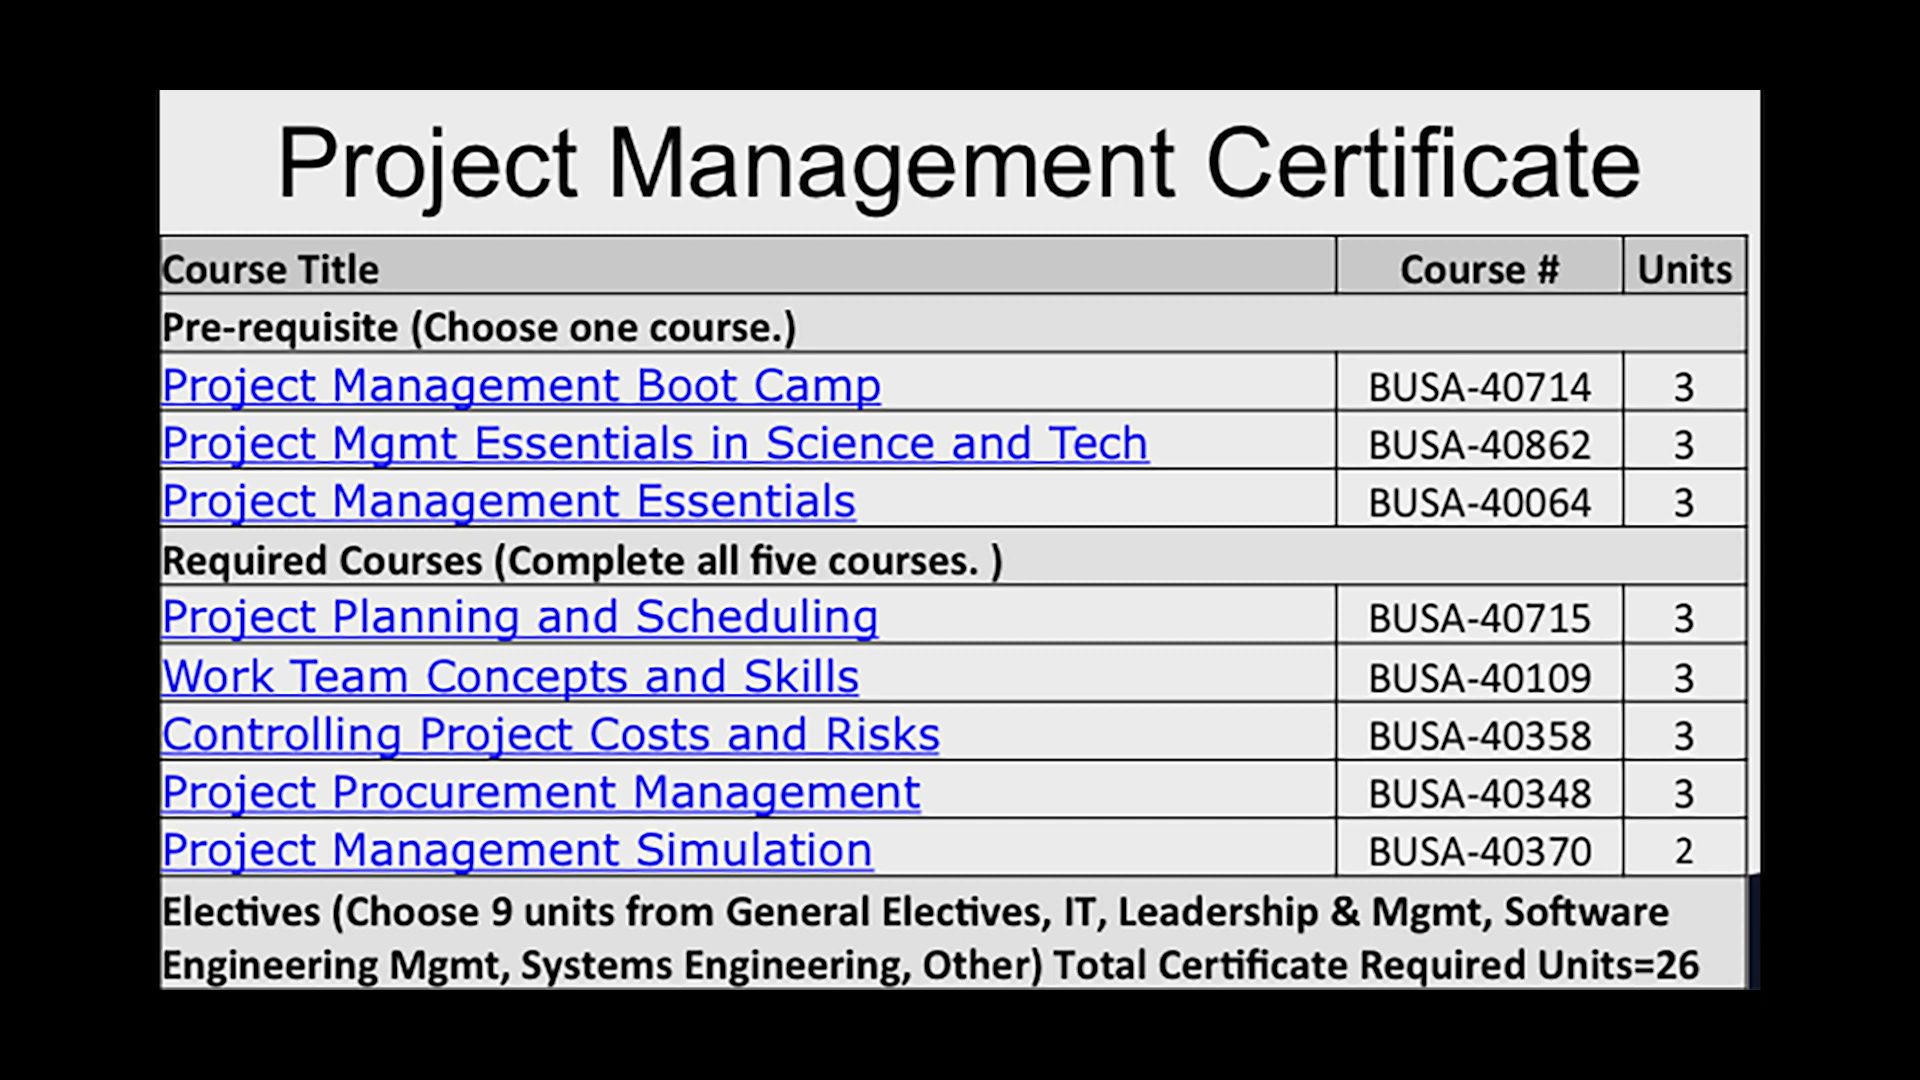 Project Management Certificate
Course Title Course # Units
Pre-requisite (Choose one course.)
Project Management Boot Camp BUSA-40714 3
Project Mgmt Essentials in Science and Tech BUSA-40862 3
Project Management Essentials BUSA-40064 3
Required Courses (Complete all five courses. )
Project Planning and Scheduling BUSA-40715 3
Work Team Concepts and Skills BUSA-40109 3
Controlling Project Costs and Risks BUSA-40358 3
Project Procurement Management BUSA-40348 3
Project Management Simulation BUSA-40370 2
Electives (Choose 9 units from General Electives, IT, Leadership & Mgmt, Software
Engineering Mgmt, Systems Engineering, Other) Total Certificate Required Units=26